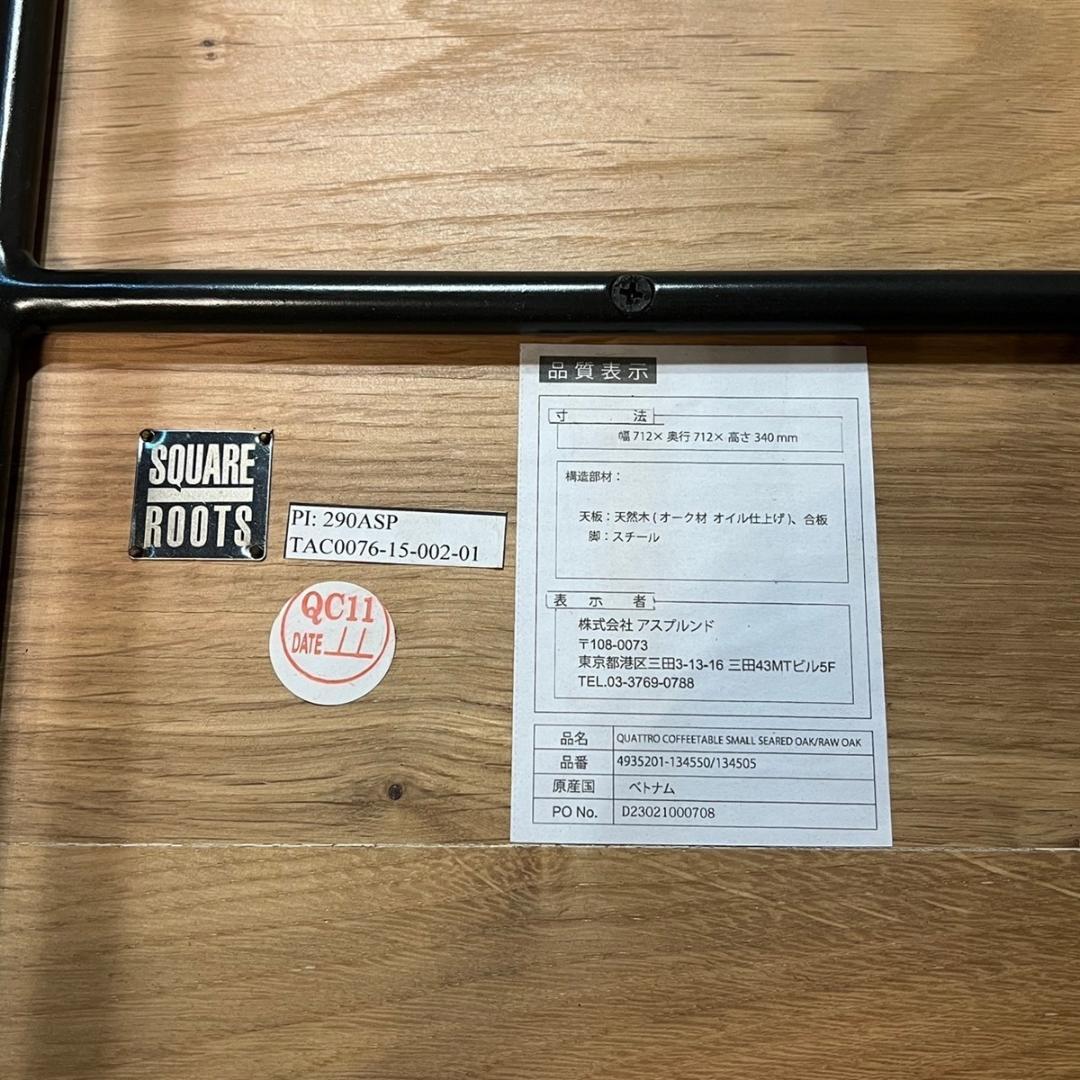 SQUARE
ROOTS
PI: 290ASP
TAC0076-15-002-01
QC11
DATE
品質表示
寸 法
幅 712× 奥行 712× 高さ 340 mm
構造部材：
天板：天然木 ( オーク材 オイル仕上げ )、合板
脚：スチール
表 示 者
株式会社 アスプルンド
〒108-0073
東京都港区三田3-13-16 三田43MTビル5F
TEL.03-3769-0788
品名 QUATTRO COFFEETABLE SMALL SEARED OAK/RAW OAK
品番 4935201-134550/134505
原産国 ベトナム
PO No. D23021000708